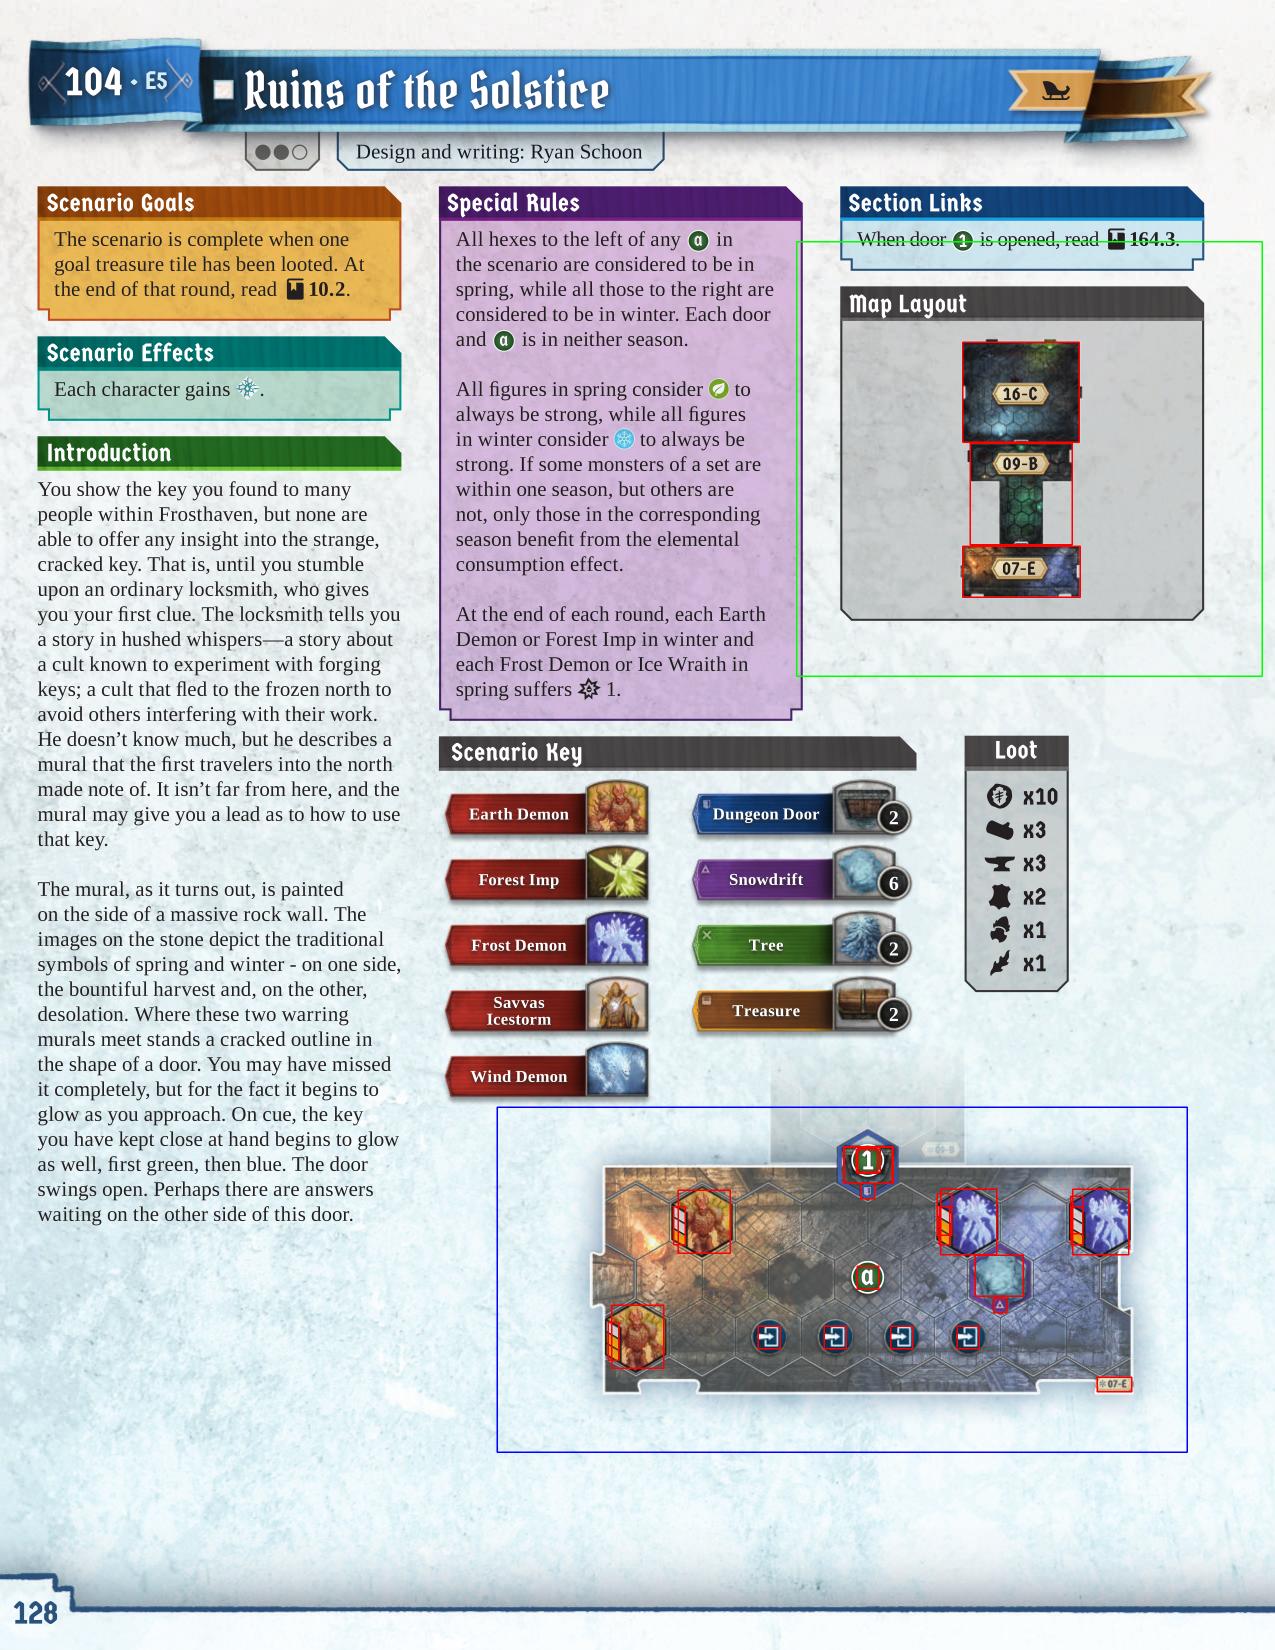 104 • E5
Ruins of the Solstice
Design and writing: Ryan Schoon
Scenario Goals
The scenario is complete when one
goal treasure tile has been looted. At
the end of that round, read 10.2.
Scenario Effects
Each character gains .
Introduction
You show the key you found to many
people within Frosthaven, but none are
able to offer any insight into the strange,
cracked key. That is, until you stumble
upon an ordinary locksmith, who gives
you your first clue. The locksmith tells you
a story in hushed whispers—a story about
a cult known to experiment with forging
keys; a cult that fled to the frozen north to
avoid others interfering with their work.
He doesn’t know much, but he describes a
mural that the first travelers into the north
made note of. It isn’t far from here, and the
mural may give you a lead as to how to use
that key.
The mural, as it turns out, is painted
on the side of a massive rock wall. The
images on the stone depict the traditional
symbols of spring and winter - on one side,
the bountiful harvest and, on the other,
desolation. Where these two warring
murals meet stands a cracked outline in
the shape of a door. You may have missed
it completely, but for the fact it begins to
glow as you approach. On cue, the key
you have kept close at hand begins to glow
as well, first green, then blue. The door
swings open. Perhaps there are answers
waiting on the other side of this door.
Special Rules
All hexes to the left of any a in
the scenario are considered to be in
spring, while all those to the right are
considered to be in winter. Each door
and a is in neither season.
All figures in spring consider to
always be strong, while all figures
in winter consider to always be
strong. If some monsters of a set are
within one season, but others are
not, only those in the corresponding
season benefit from the elemental
consumption effect.
At the end of each round, each Earth
Demon or Forest Imp in winter and
each Frost Demon or Ice Wraith in
spring suffers 1.
Section Links
When door 1 is opened, read 164.3.
Map Layout
16-C
09-B
07-E
Scenario Key
Earth Demon
Forest Imp
Frost Demon
Savvas
Icestorm
Wind Demon
Dungeon Door 2
Snowdrift 6
Tree 2
Treasure 2
Loot
x10
x3
x3
x2
x1
x1
09-B
1
a
07-E
128